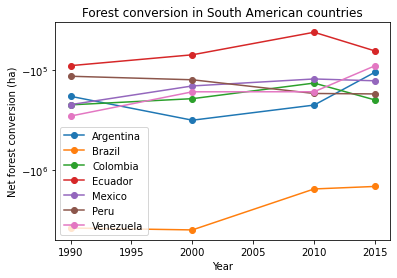 Forest conversion in South American countries
Net forest conversion (ha)
−10⁵
−10⁶
Argentina
Brazil
Colombia
Ecuador
Mexico
Peru
Venezuela
1990 1995 2000 2005 2010 2015
Year